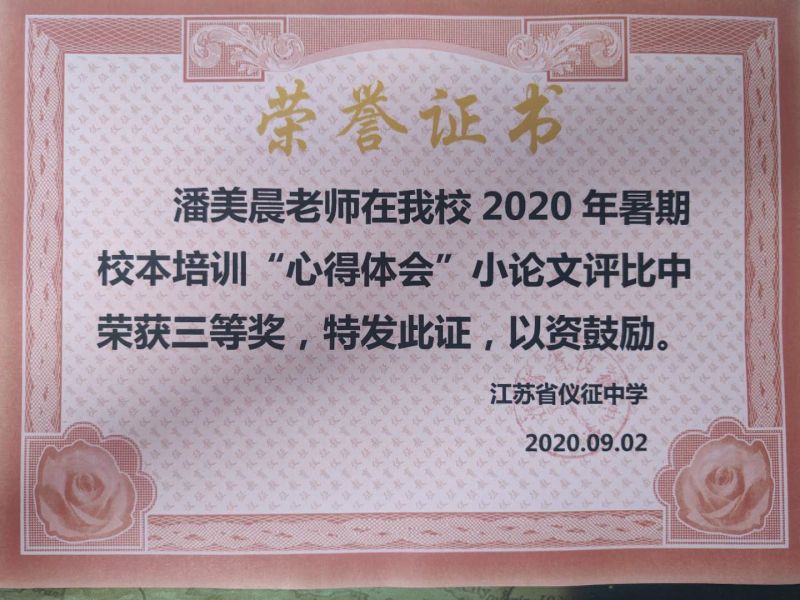 荣誉证书
潘美晨老师在我校 2020 年暑期
校本培训“心得体会”小论文评比中
荣获三等奖，特发此证，以资鼓励。
江苏省仪征中学
2020.09.02